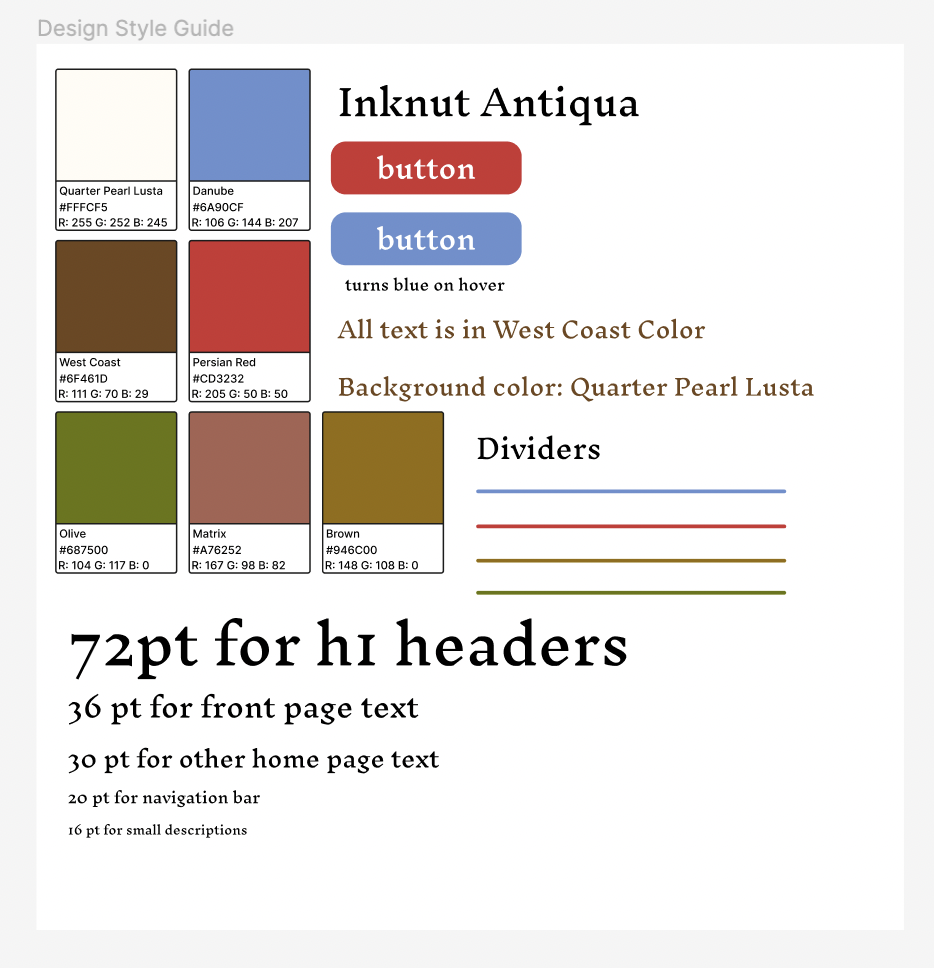 Design Style Guide
Quarter Pearl Lusta
#FFFCF5
R: 255 G: 252 B: 245
Danube
#6A90CF
R: 106 G: 144 B: 207
Inknut Antiqua
button
button
turns blue on hover
West Coast
#6F461D
R: 111 G: 70 B: 29
Persian Red
#CD3232
R: 205 G: 50 B: 50
All text is in West Coast Color
Background color: Quarter Pearl Lusta
Olive
#687500
R: 104 G: 117 B: 0
Matrix
#A76252
R: 167 G: 98 B: 82
Brown
#946C00
R: 148 G: 108 B: 0
Dividers
72pt for h1 headers
36 pt for front page text
30 pt for other home page text
20 pt for navigation bar
16 pt for small descriptions